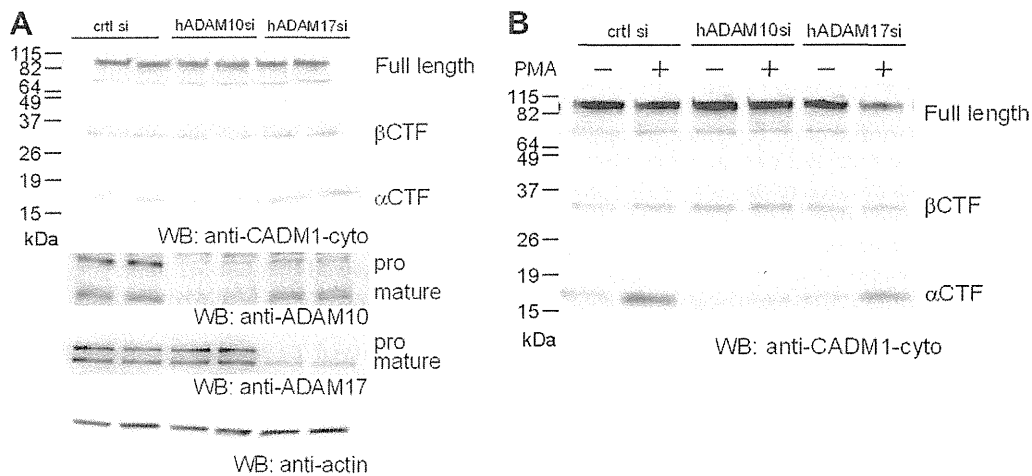 A
crtl si hADAM10si hADAM17si
115
82
64
49
37
26
19
15
kDa
Full length
βCTF
αCTF
WB: anti-CADM1-cyto
pro
mature
WB: anti-ADAM10
pro
mature
WB: anti-ADAM17
WB: anti-actin
B
crtl si hADAM10si hADAM17si
PMA − + − + − +
115
82
64
49
37
26
19
15
kDa
Full length
βCTF
αCTF
WB: anti-CADM1-cyto